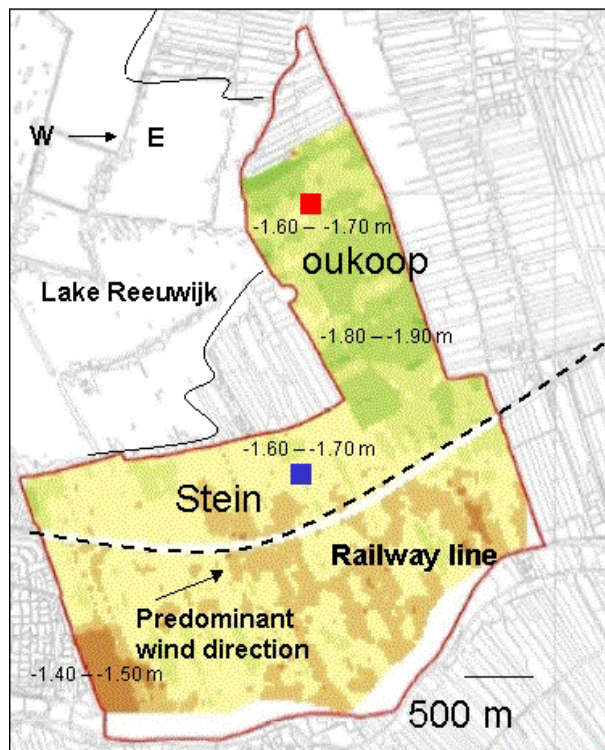 W E
-1.60 – -1.70 m
oukoop
Lake Reeuwijk
-1.80 – -1.90 m
-1.60 – -1.70 m
Stein
Railway line
Predominant
wind direction
-1.40 – -1.50 m
500 m